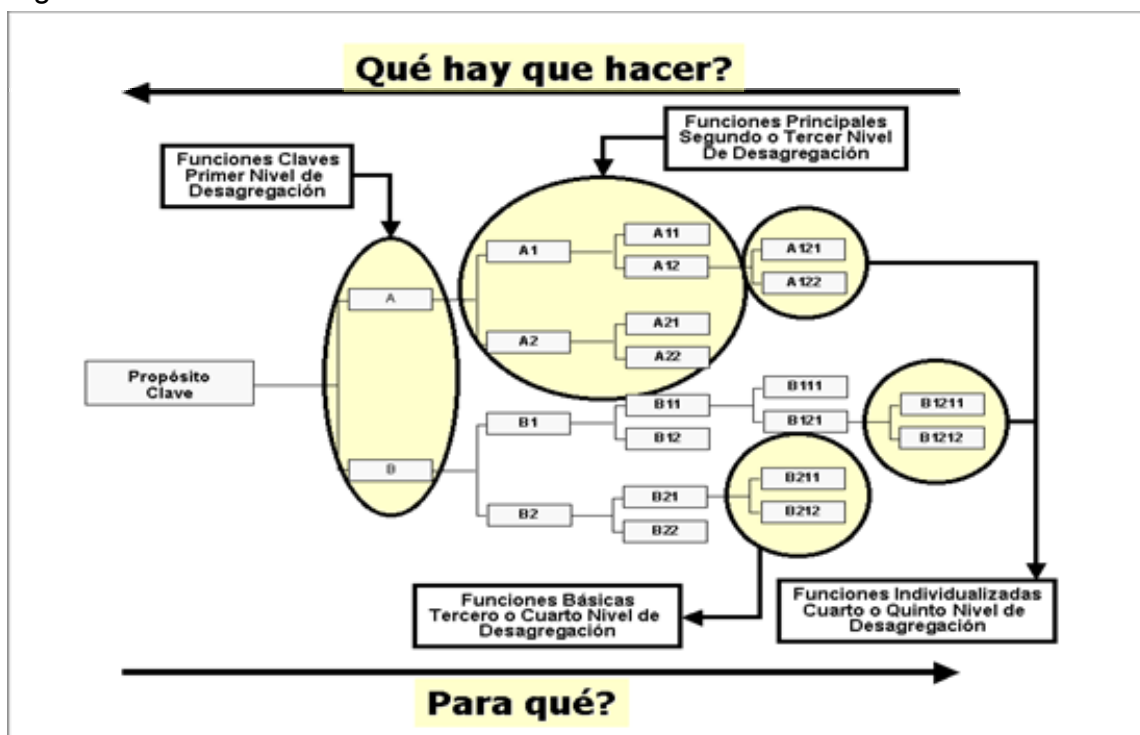 Qué hay que hacer?
Funciones Principales
Segundo o Tercer Nivel
De Desagregación
Funciones Claves
Primer Nivel de
Desagregación
A11
A1
A12
A121
A122
A
A21
A2
A22
Propósito
Clave
B111
B11
B1
B121
B1211
B12
B1212
B
B211
B21
B2
B212
B22
Funciones Básicas
Tercero o Cuarto Nivel de
Desagregación
Funciones Individualizadas
Cuarto o Quinto Nivel de
Desagregación
Para qué?